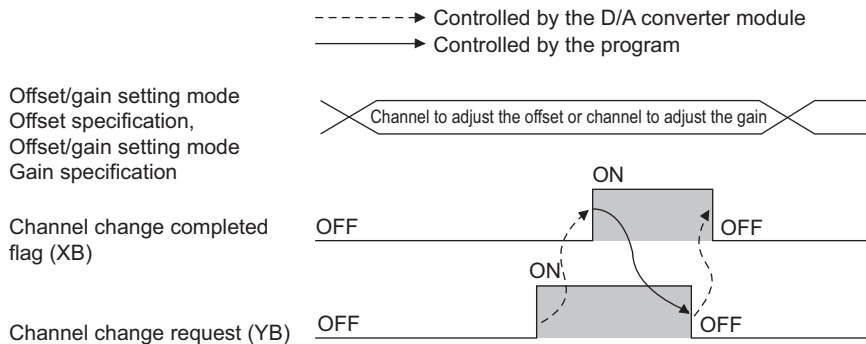 Controlled by the D/A converter module
Controlled by the program
Offset/gain setting mode
Offset specification,
Offset/gain setting mode
Gain specification
Channel to adjust the offset or channel to adjust the gain
ON
Channel change completed
flag (XB)
OFF
OFF
ON
Channel change request (YB)
OFF
OFF